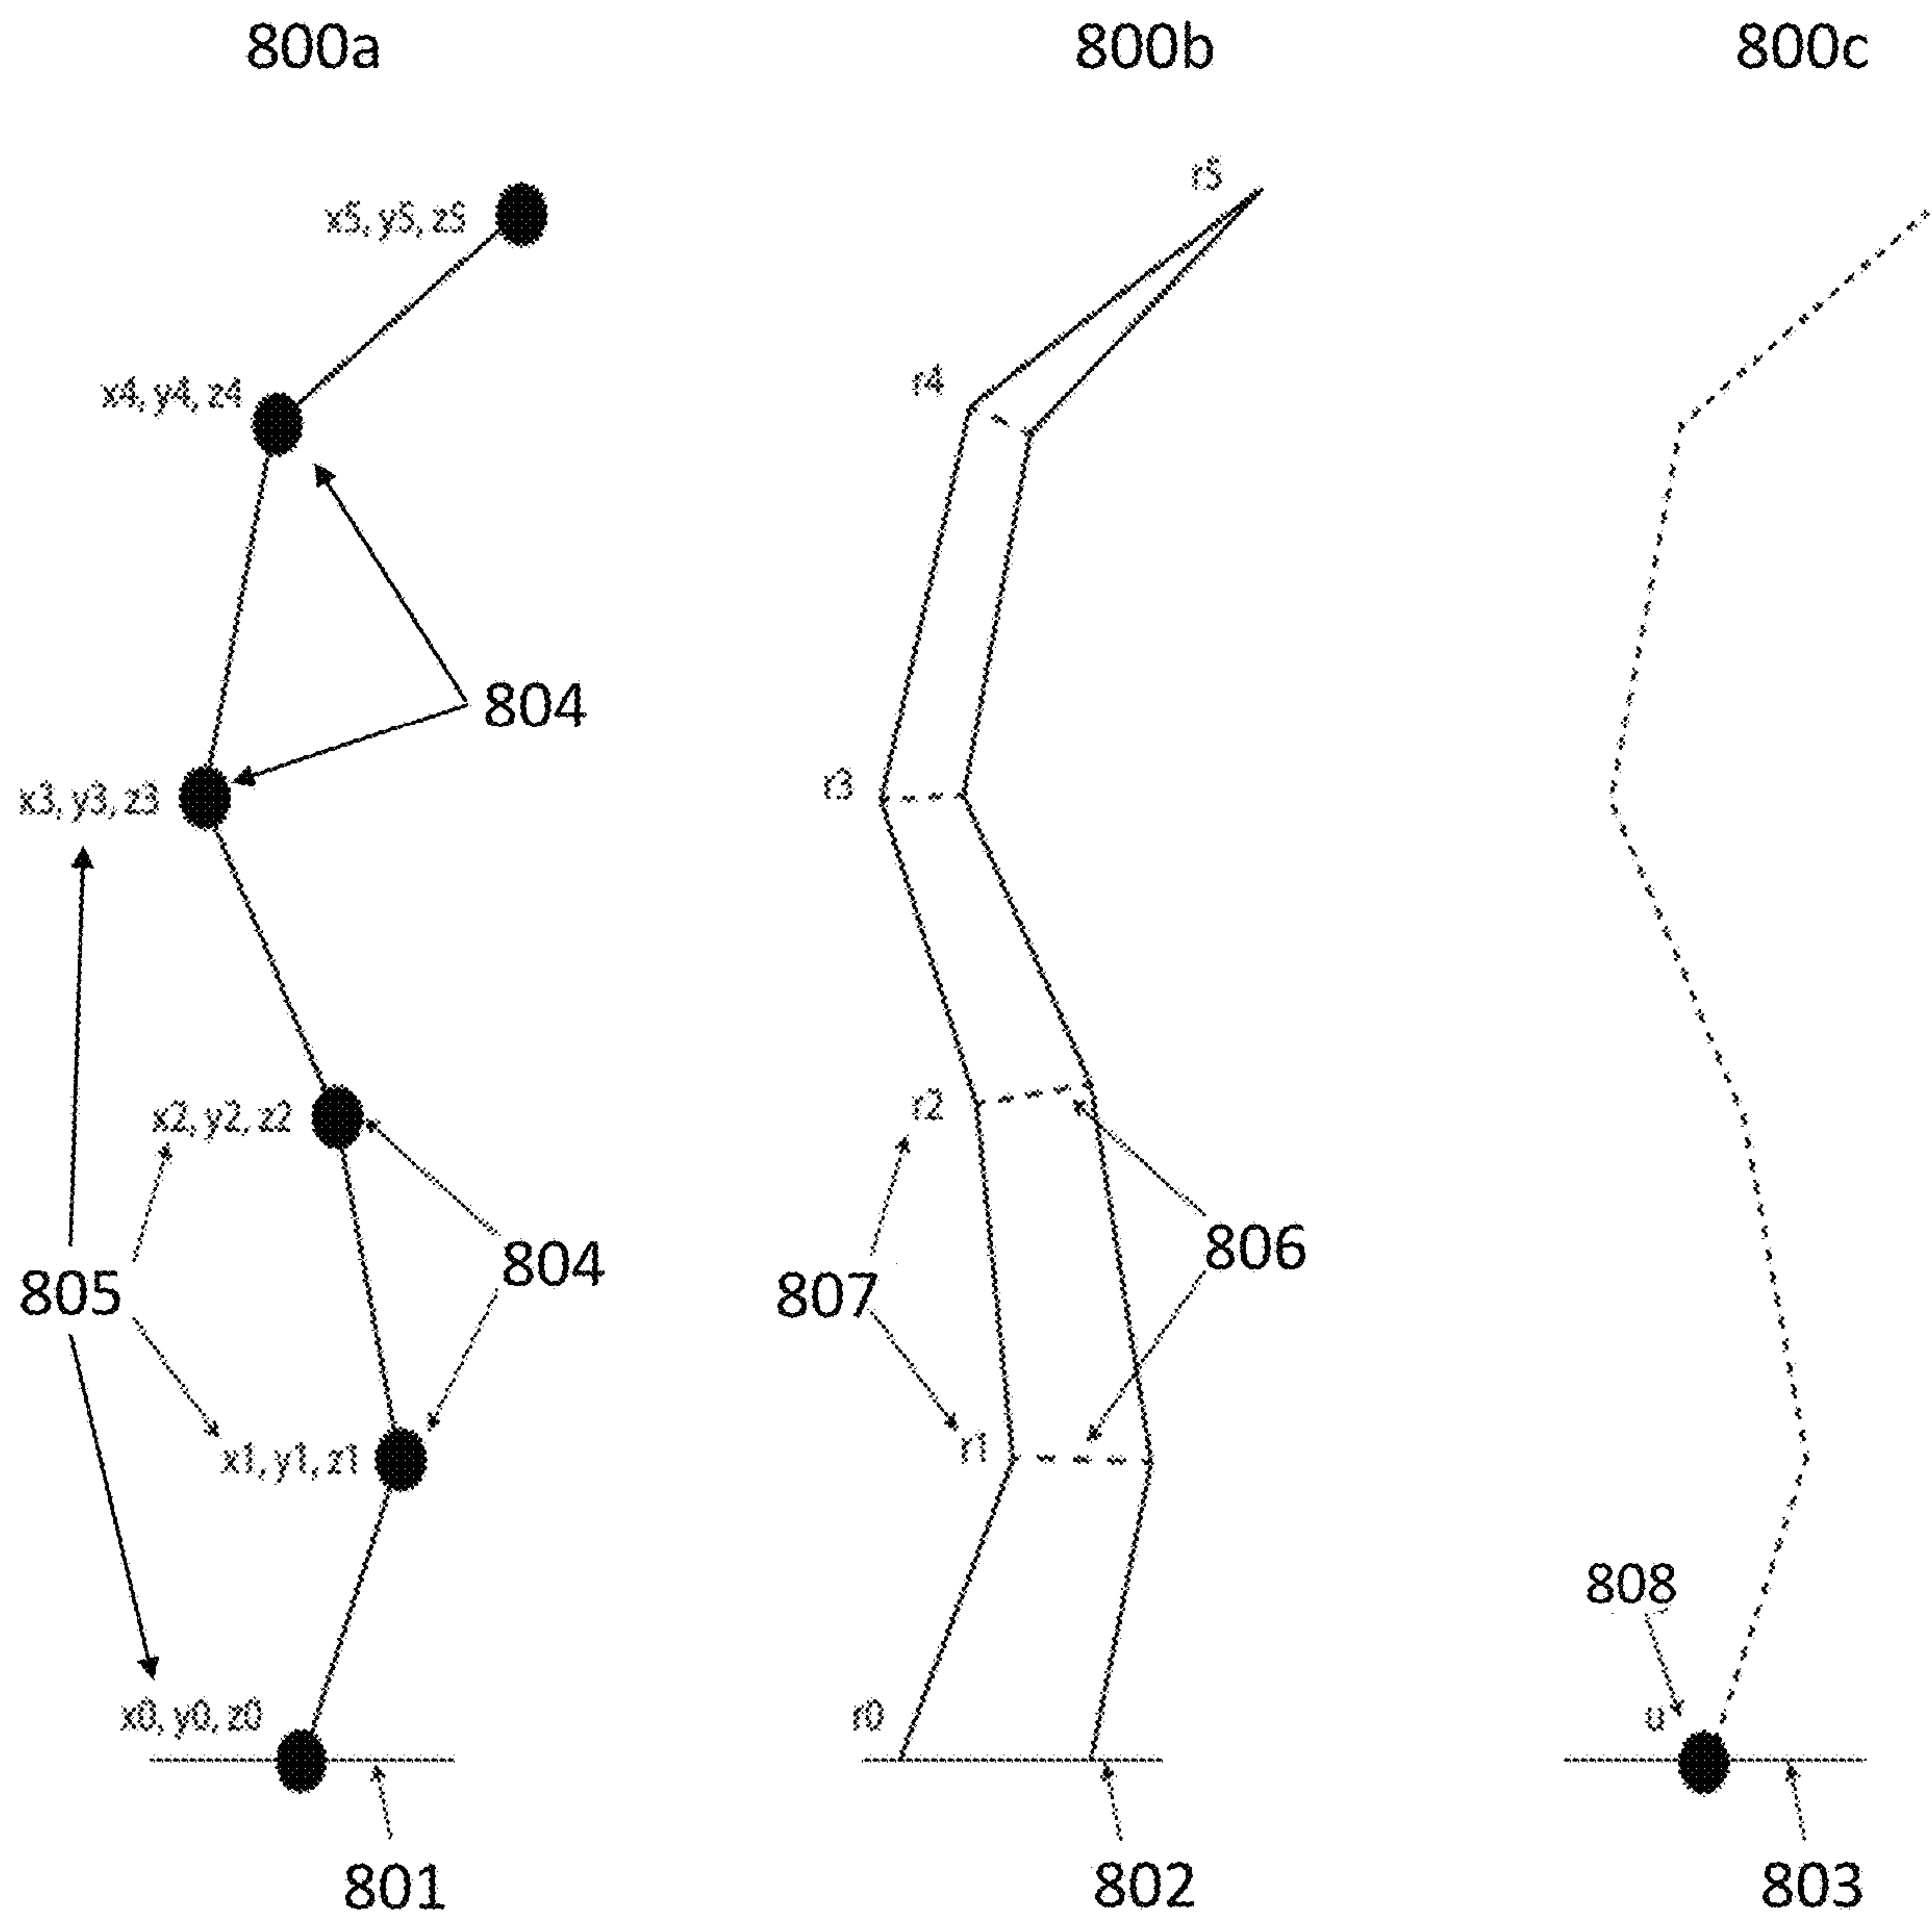 800a 800b 800c
r5
x5, y5, z5
r4
x4, y4, z4
804
r3
x3, y3, z3
r2
x2, y2, z2
806
804
805 807
r1
x1, y1, z1
808
x0, y0, z0 r0 u
801 802 803